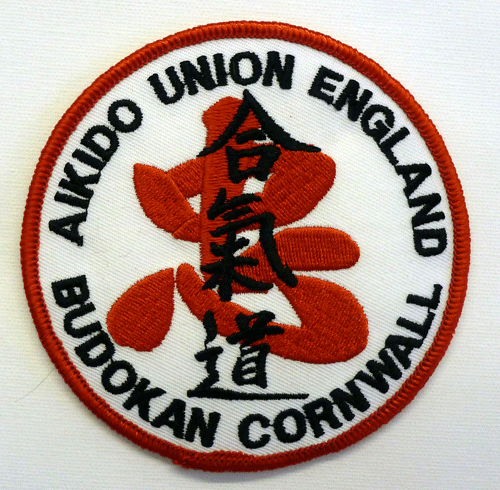 AIKIDO UNION ENGLAND
合氣道
BUDOKAN CORNWALL